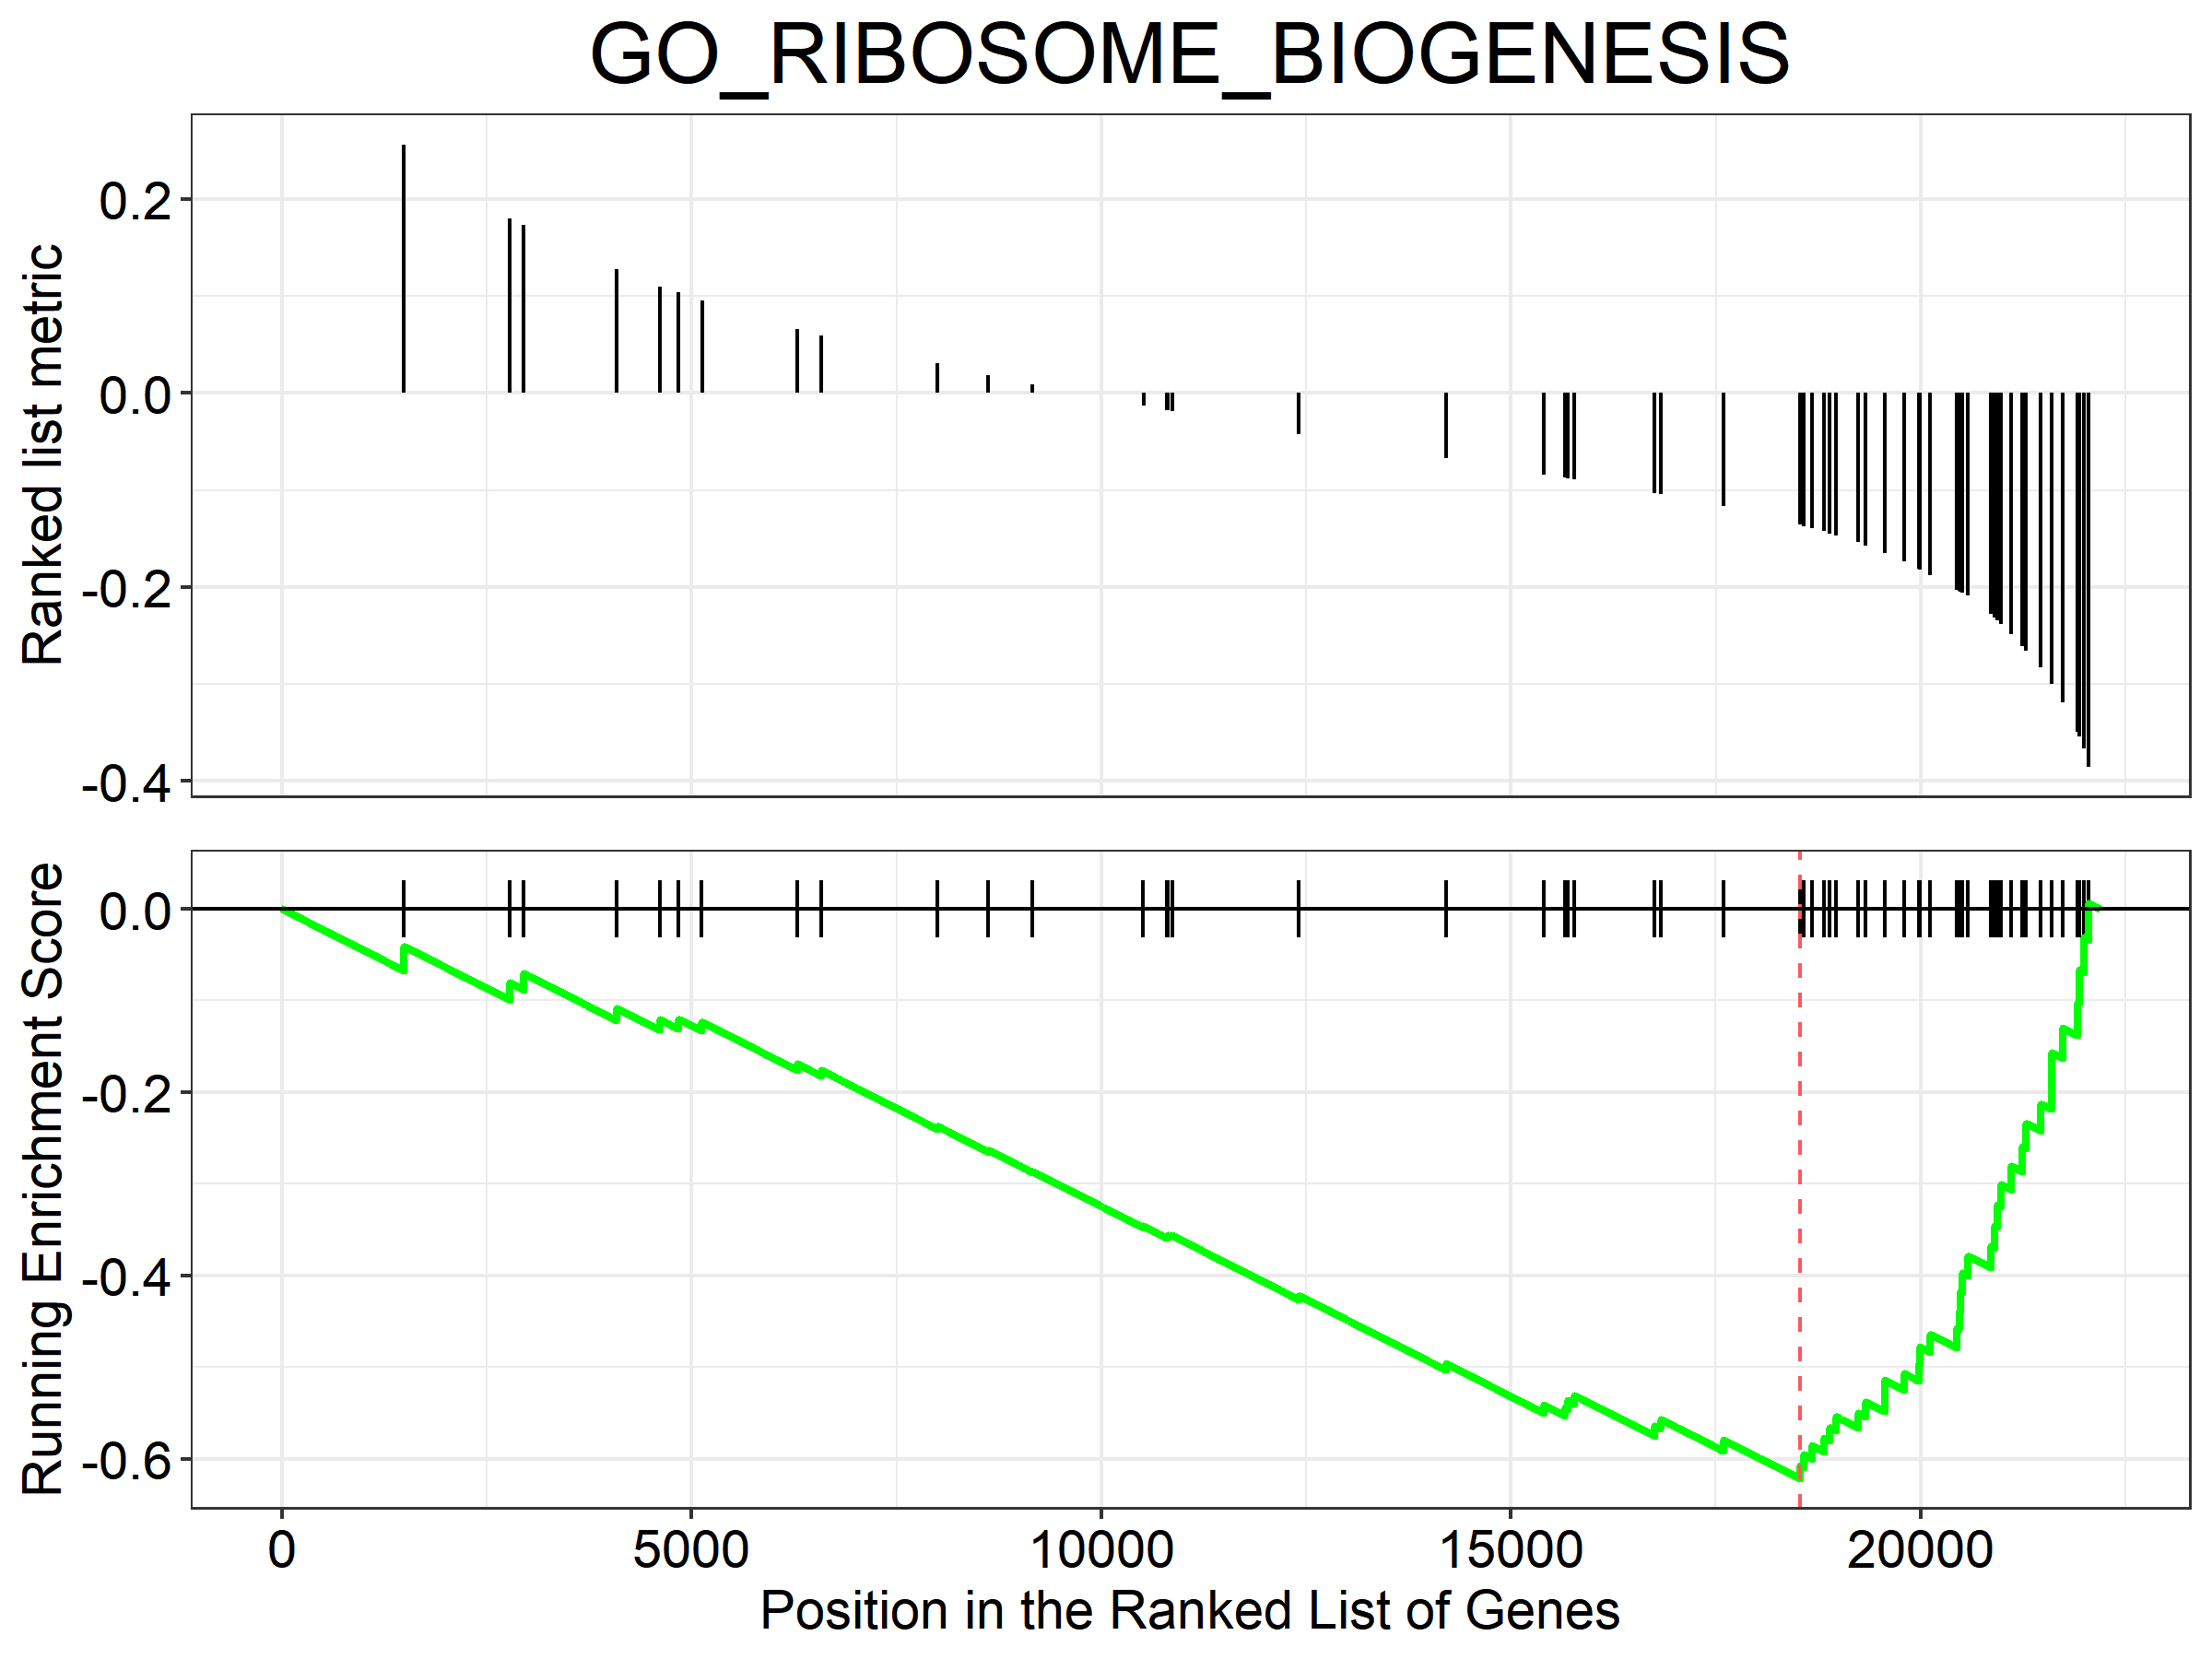 GO_RIBOSOME_BIOGENESIS
Ranked list metric
0.2
0.0
-0.2
-0.4
Running Enrichment Score
0.0
-0.2
-0.4
-0.6
0 5000 10000 15000 20000
Position in the Ranked List of Genes